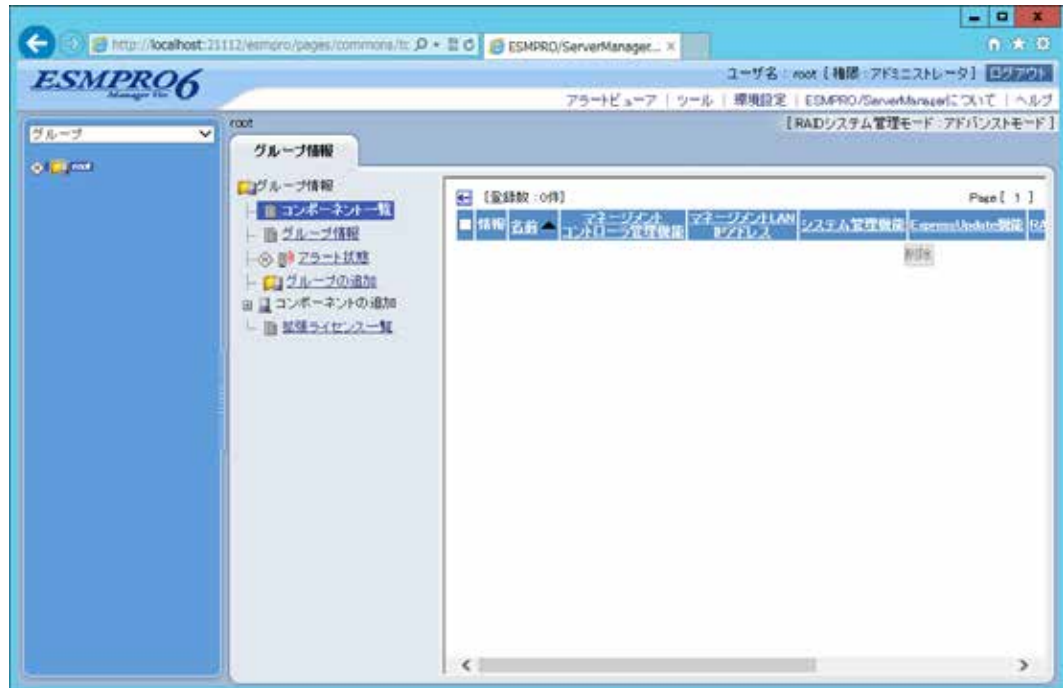 http://localhost:21112/esmpro/pages/commons/tc
ESMPRO/ServerManager...
ESMPRO6
Manager Ver.
ユーザ名：root [権限：アドミニストレータ] ログアウト
アラートビューア | ツール | 環境設定 | ESMPRO/ServerManagerについて | ヘルプ
グループ
root
root
[RAIDシステム管理モード：アドバンストモード]
グループ情報
グループ情報
コンポーネント一覧
グループ情報
アラート状態
グループの追加
コンポーネントの追加
拡張ライセンス一覧
[登録数：0件]
Page [ 1 ]
情報 名前 マネージメントコントローラ管理機能 マネージメントLAN IPアドレス システム管理機能 ExpressUpdate機能 RA
削除